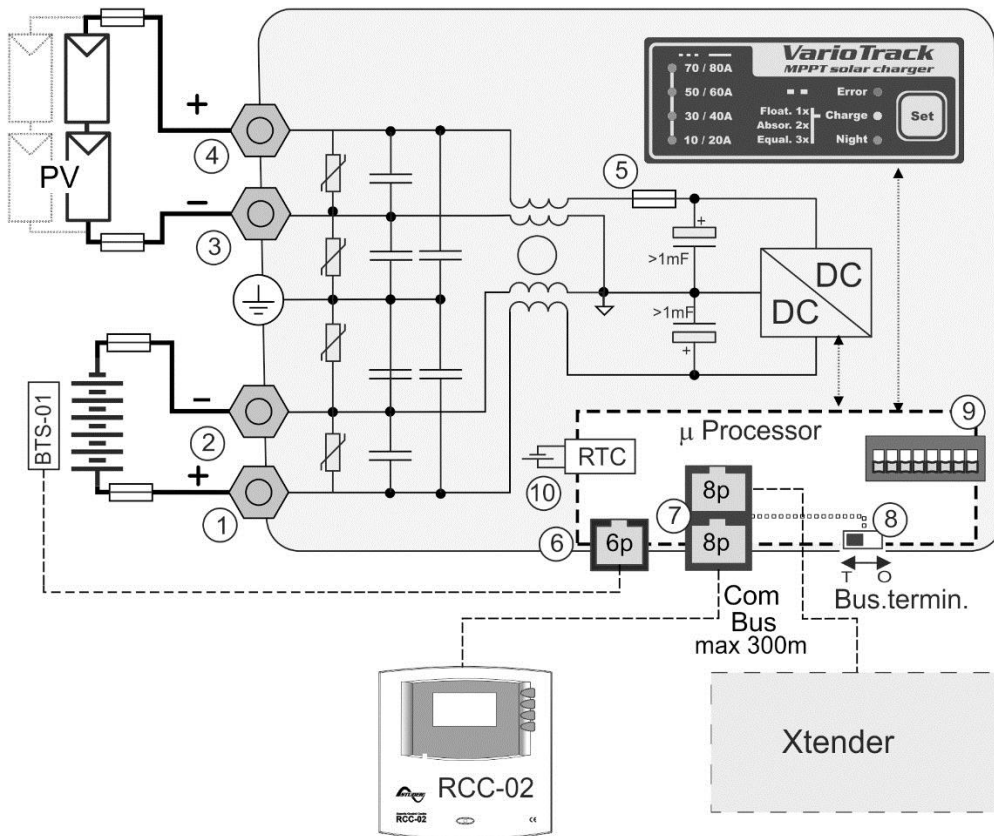 VarioTrack
MPPT solar charger
70 / 80A
50 / 60A
30 / 40A
10 / 20A
Float. 1x
Absor. 2x
Equal. 3x
Error
Charge
Night
Set
PV
+
4
−
3
5
+
>1mF
>1mF
+
DC
DC
BTS-01
−
2
+
1
μ Processor
9
RTC
10
8p
7
8p
8
6
6p
T O
Bus.termin.
Com
Bus
max 300m
STUDER
RCC-02
RCC-02
CE
Xtender